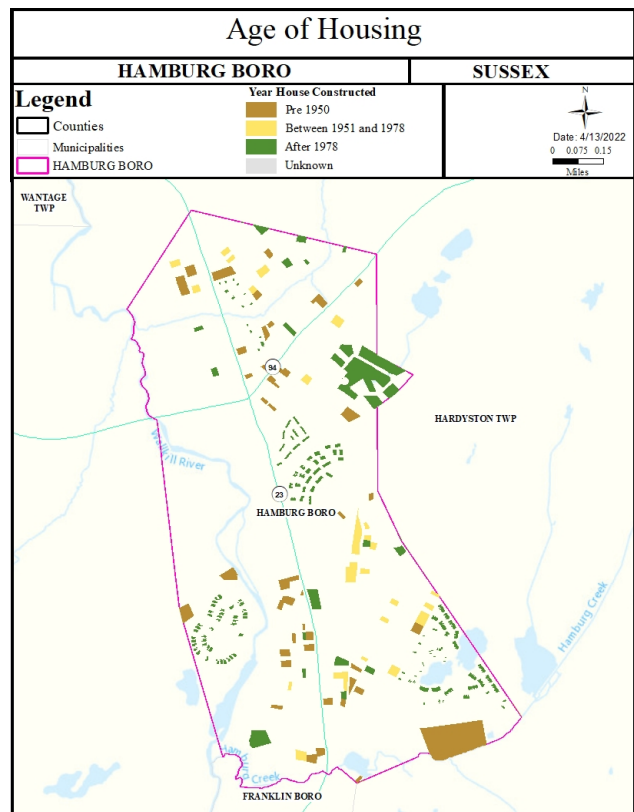 Age of Housing
HAMBURG BORO
SUSSEX
Legend
Counties
Municipalities
HAMBURG BORO
Year House Constructed
Pre 1950
Between 1951 and 1978
After 1978
Unknown
N
Date: 4/13/2022
0 0.075 0.15
Miles
WANTAGE
TWP
94
HARDYSTON TWP
Wallkill River
23
HAMBURG BORO
Hamburg Creek
Hamburg
Creek
FRANKLIN BORO